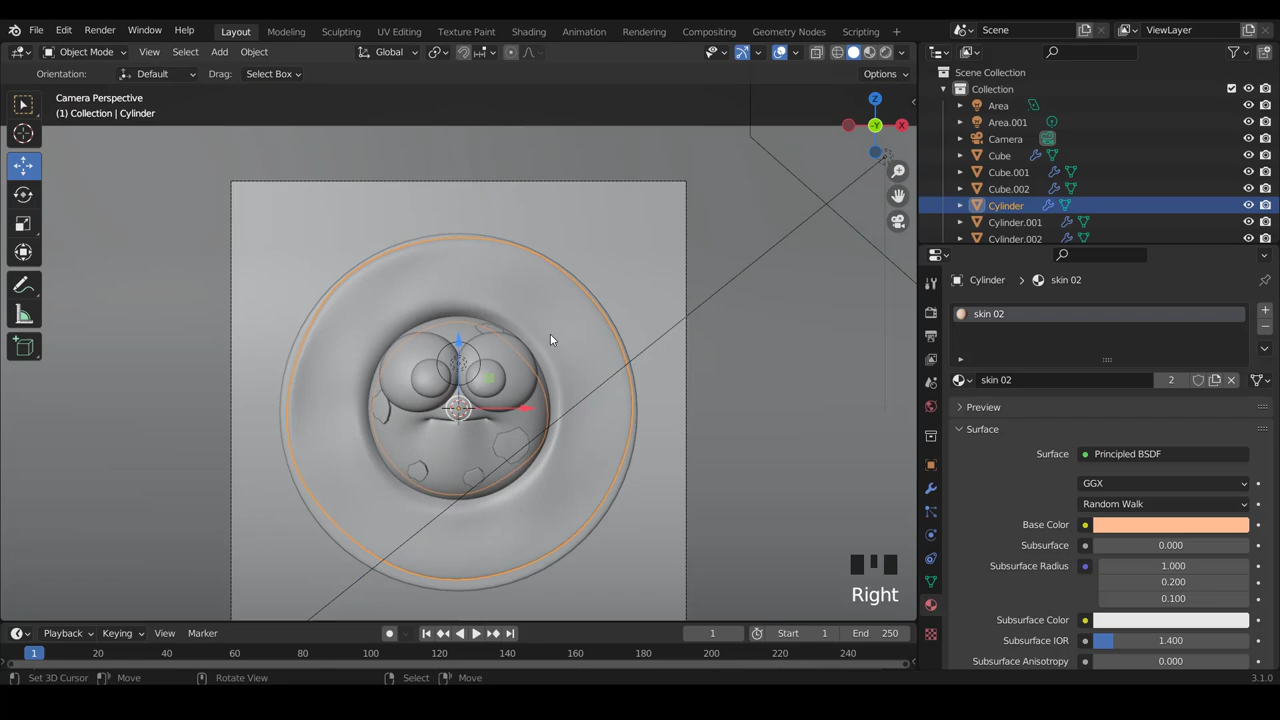 File Edit Render Window Help Layout Modeling Sculpting UV Editing Texture Paint Shading Animation Rendering Compositing Geometry Nodes Scripting + Scene ViewLayer
Object Mode View Select Add Object Global
Orientation: Default Drag: Select Box Options
Camera Perspective
(1) Collection | Cylinder
Z
-Y
X
Scene Collection
Collection
Area
Area.001
Camera
Cube
Cube.001
Cube.002
Cylinder
Cylinder.001
Cylinder.002
Cylinder > skin 02
skin 02
skin 02 2
Preview
Surface
Surface Principled BSDF
GGX
Random Walk
Base Color
Subsurface 0.000
Subsurface Radius 1.000
0.200
0.100
Subsurface Color
Subsurface IOR 1.400
Subsurface Anisotropy 0.000
Right
Playback Keying View Marker 1 Start 1 End 250
1 20 40 60 80 100 120 140 160 180 200 220 240
Set 3D Cursor Move Rotate View Select Move 3.1.0